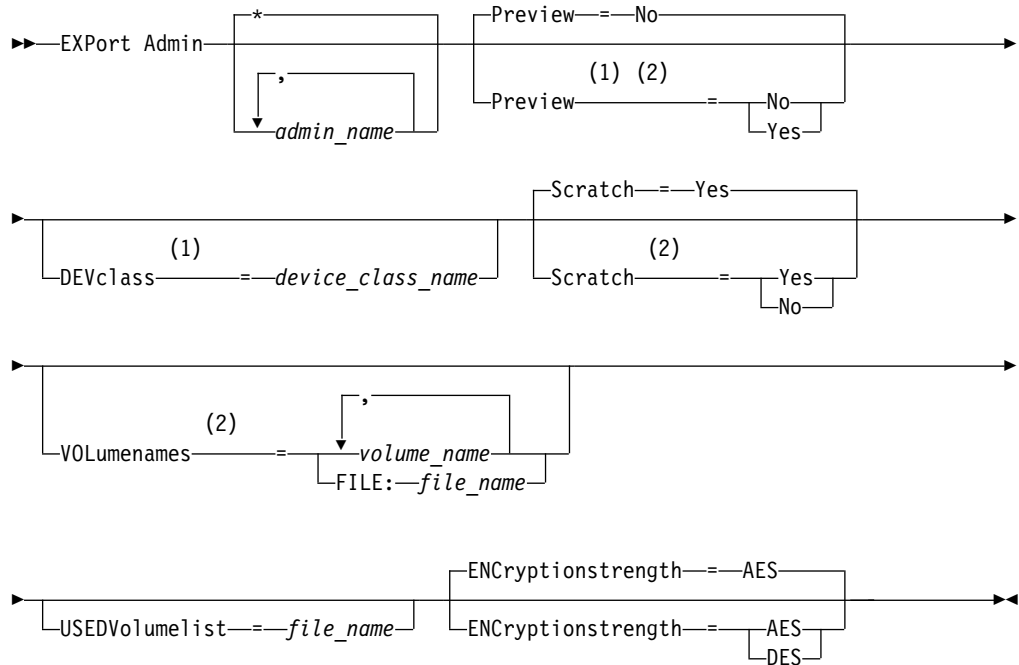 * Preview = No
EXPort Admin
, (1) (2)
Preview = No
admin_name Yes
Scratch = Yes
(1) (2)
DEVclass = device_class_name Scratch = Yes
No
,
(2)
VOLumenames = volume_name
FILE: file_name
ENCryptionstrength = AES
USEDVolumelist = file_name ENCryptionstrength = AES
DES